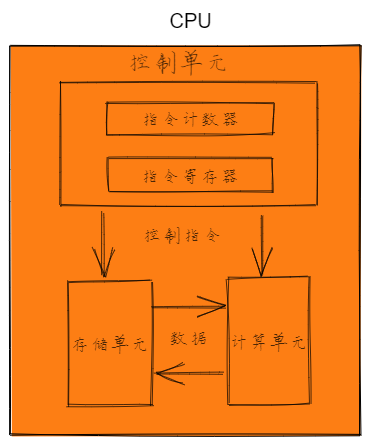 CPU
控制单元
指令计数器
指令寄存器
控制指令
存储单元
数据
计算单元